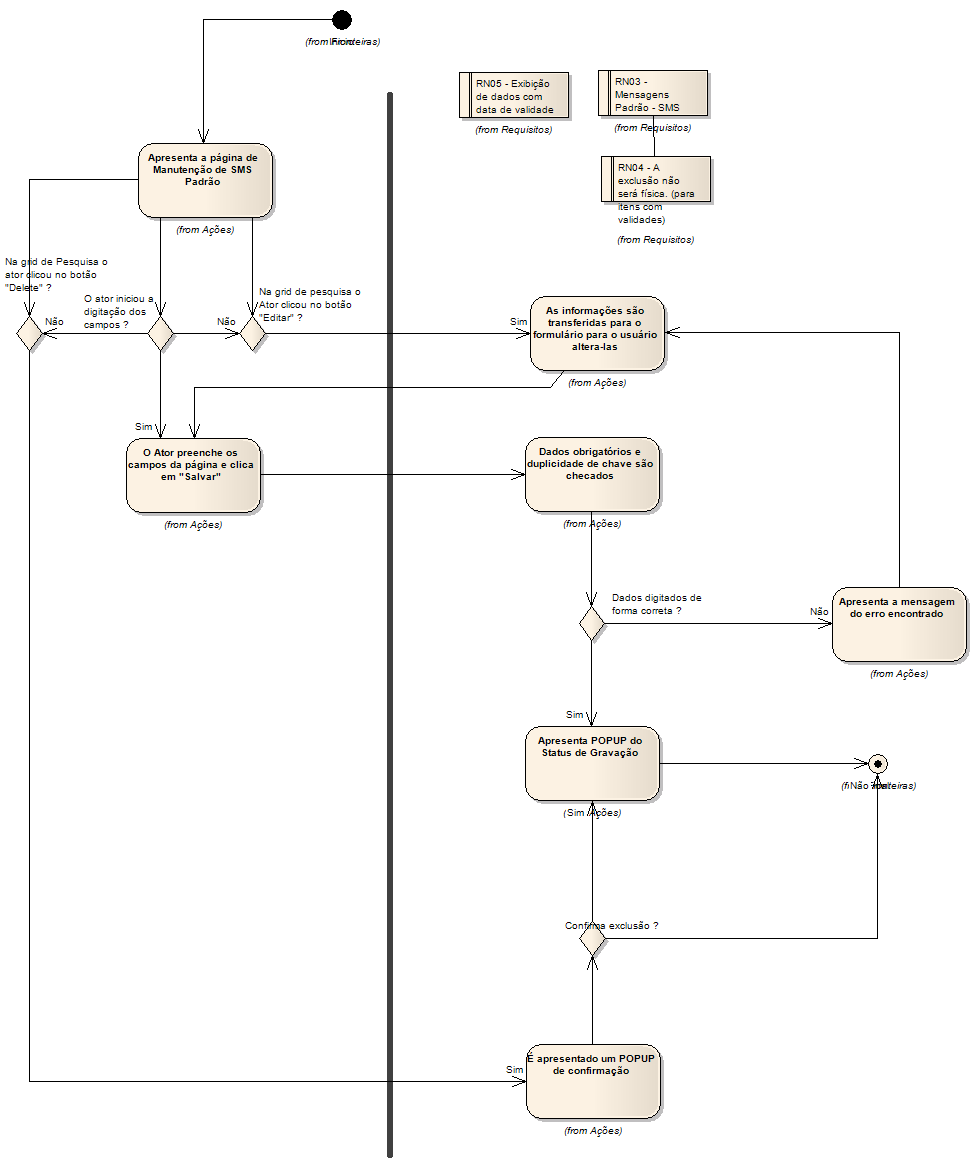 (from Fronteiras)
RN05 - Exibição
de dados com
data de validade
(from Requisitos)
RN03 -
Mensagens
Padrão - SMS
(from Requisitos)
RN04 - A
exclusão não
será física. (para
itens com
validades)
(from Requisitos)
Apresenta a página de
Manutenção de SMS
Padrão
(from Ações)
Na grid de Pesquisa o
ator clicou no botão
"Delete" ?
O ator iniciou a
digitação dos
campos ?
Na grid de pesquisa o
Ator clicou no botão
"Editar" ?
Não
Não
Sim
As informações são
transferidas para o
formulário para o usuário
altera-las
(from Ações)
Sim
O Ator preenche os
campos da página e clica
em "Salvar"
(from Ações)
Dados obrigatórios e
duplicidade de chave são
checados
(from Ações)
Dados digitados de
forma correta ?
Não
Apresenta a mensagem
do erro encontrado
(from Ações)
Sim
Apresenta POPUP do
Status de Gravação
Sim Ações)
Não
Confirma exclusão ?
Sim
É apresentado um POPUP
de confirmação
(from Ações)